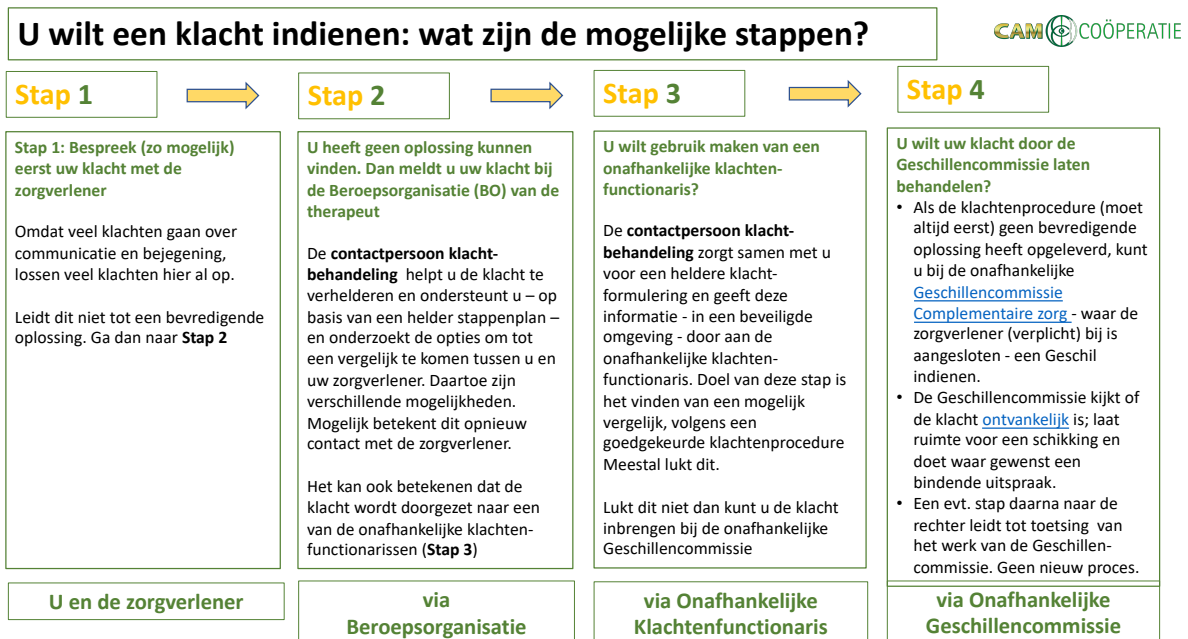 U wilt een klacht indienen: wat zijn de mogelijke stappen?
CAM COÖPERATIE
Stap 1
Stap 2
Stap 3
Stap 4
Stap 1: Bespreek (zo mogelijk)
eerst uw klacht met de
zorgverlener
Omdat veel klachten gaan over
communicatie en bejegening,
lossen veel klachten hier al op.
Leidt dit niet tot een bevredigende
oplossing. Ga dan naar Stap 2
U en de zorgverlener
U heeft geen oplossing kunnen
vinden. Dan meldt u uw klacht bij
de Beroepsorganisatie (BO) van de
therapeut
De contactpersoon klacht-
behandeling helpt u de klacht te
verhelderen en ondersteunt u – op
basis van een helder stappenplan –
en onderzoekt de opties om tot
een vergelijk te komen tussen u en
uw zorgverlener. Daartoe zijn
verschillende mogelijkheden.
Mogelijk betekent dit opnieuw
contact met de zorgverlener.
Het kan ook betekenen dat de
klacht wordt doorgezet naar een
van de onafhankelijke klachten-
functionarissen (Stap 3)
via
Beroepsorganisatie
U wilt gebruik maken van een
onafhankelijke klachten-
functionaris?
De contactpersoon klacht-
behandeling zorgt samen met u
voor een heldere klacht-
formulering en geeft deze
informatie - in een beveiligde
omgeving - door aan de
onafhankelijke klachten-
functionaris. Doel van deze stap is
het vinden van een mogelijk
vergelijk, volgens een
goedgekeurde klachtenprocedure
Meestal lukt dit.
Lukt dit niet dan kunt u de klacht
inbrengen bij de onafhankelijke
Geschillencommissie
via Onafhankelijke
Klachtenfunctionaris
U wilt uw klacht door de
Geschillencommissie laten
behandelen?
• Als de klachtenprocedure (moet
altijd eerst) geen bevredigende
oplossing heeft opgeleverd, kunt
u bij de onafhankelijke
Geschillencommissie
Complementaire zorg - waar de
zorgverlener (verplicht) bij is
aangesloten - een Geschil
indienen.
• De Geschillencommissie kijkt of
de klacht ontvankelijk is; laat
ruimte voor een schikking en
doet waar gewenst een
bindende uitspraak.
• Een evt. stap daarna naar de
rechter leidt tot toetsing van
het werk van de Geschillen-
commissie. Geen nieuw proces.
via Onafhankelijke
Geschillencommissie